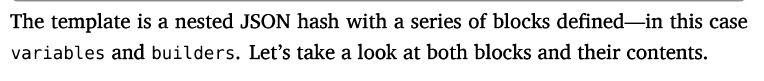 The template is a nested JSON hash with a series of blocks defined—in this case
variables and builders. Let’s take a look at both blocks and their contents.